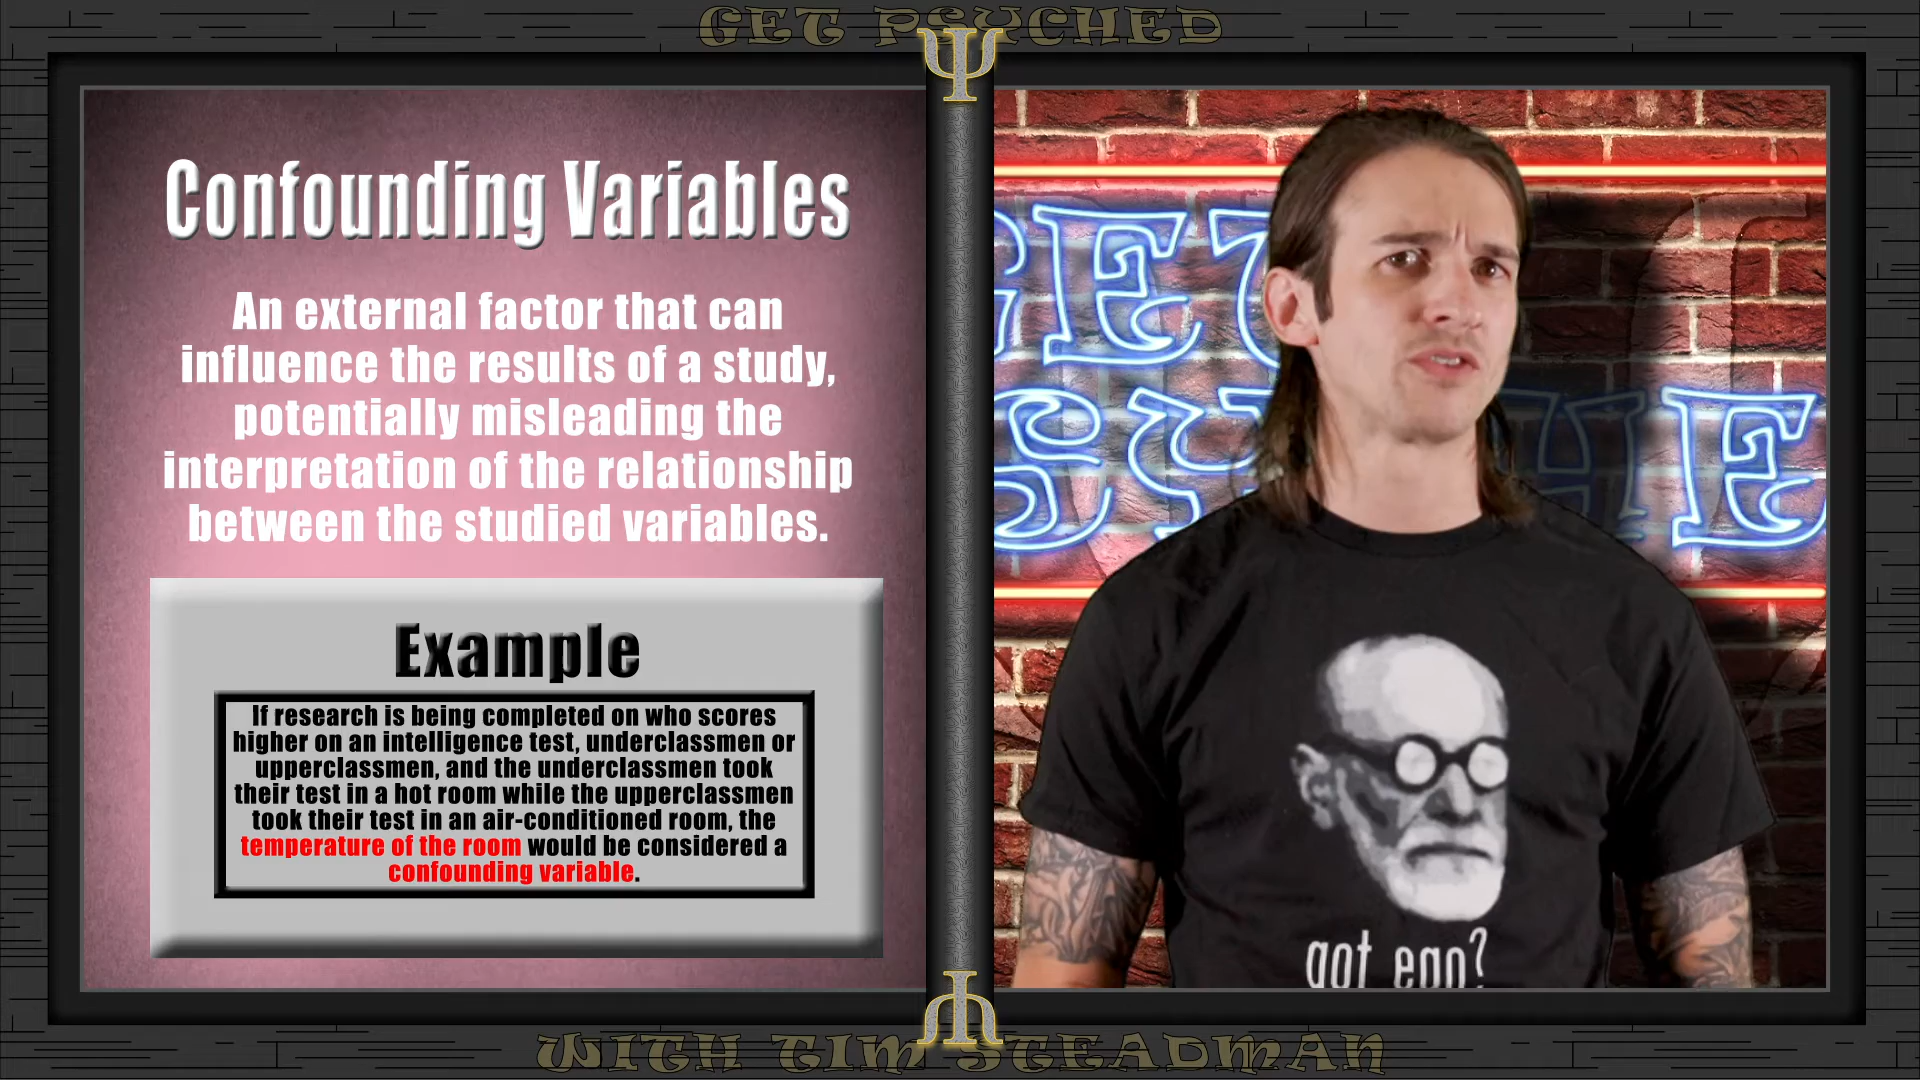 GET PSYCHED
Ψ
Confounding Variables
An external factor that can
influence the results of a study,
potentially misleading the
interpretation of the relationship
between the studied variables.
Example
If research is being completed on who scores
higher on an intelligence test, underclassmen or
upperclassmen, and the underclassmen took
their test in a hot room while the upperclassmen
took their test in an air-conditioned room, the
temperature of the room would be considered a
confounding variable.
GET
SY HE
got ego?
Ψ
WITH TIM STEADMAN